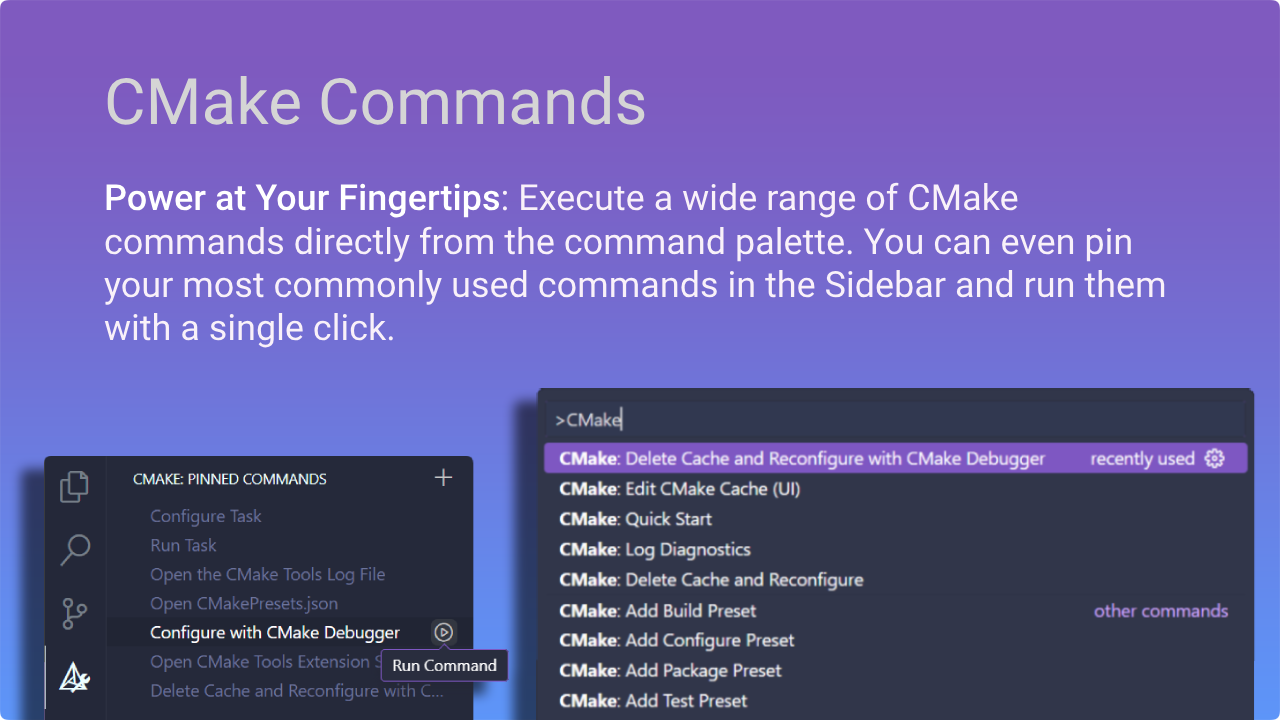 CMake Commands
Power at Your Fingertips: Execute a wide range of CMake
commands directly from the command palette. You can even pin
your most commonly used commands in the Sidebar and run them
with a single click.
CMAKE: PINNED COMMANDS
Configure Task
Run Task
Open the CMake Tools Log File
Open CMakePresets.json
Configure with CMake Debugger
Open CMake Tools Extension S
Run Command
Delete Cache and Reconfigure with C...
>CMake
CMake: Delete Cache and Reconfigure with CMake Debugger recently used
CMake: Edit CMake Cache (UI)
CMake: Quick Start
CMake: Log Diagnostics
CMake: Delete Cache and Reconfigure
CMake: Add Build Preset other commands
CMake: Add Configure Preset
CMake: Add Package Preset
CMake: Add Test Preset